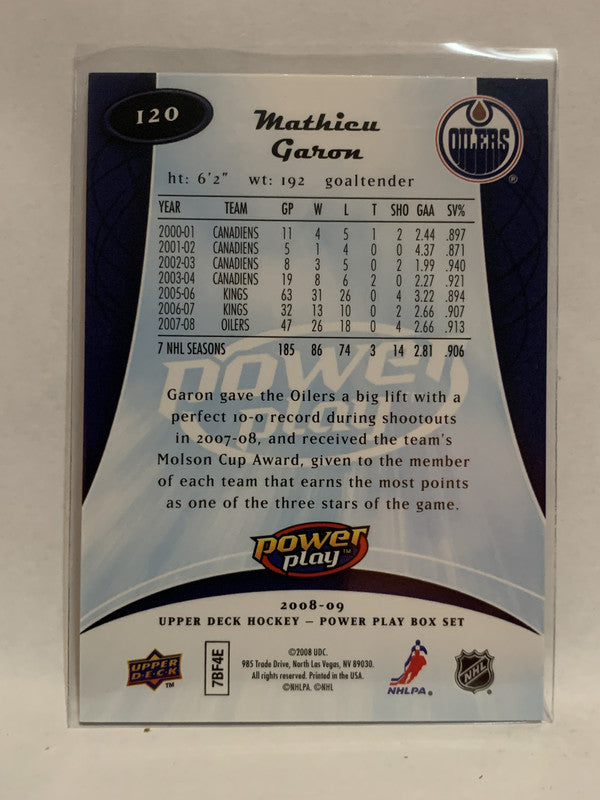 120
Mathieu
Garon
OILERS
ht: 6'2" wt: 192 goaltender
YEAR TEAM GP W L T SHO GAA SV%
2000-01 CANADIENS 11 4 5 1 2 2.44 .897
2001-02 CANADIENS 5 1 4 0 0 4.37 .871
2002-03 CANADIENS 8 3 5 0 2 1.99 .940
2003-04 CANADIENS 19 8 6 2 0 2.27 .921
2005-06 KINGS 63 31 26 0 4 3.22 .894
2006-07 KINGS 32 13 10 0 2 2.66 .907
2007-08 OILERS 47 26 18 0 4 2.66 .913
7 NHL SEASONS 185 86 74 3 14 2.81 .906
power
play
Garon gave the Oilers a big lift with a
perfect 10-0 record during shootouts
in 2007-08, and received the team's
Molson Cup Award, given to the member
of each team that earns the most points
as one of the three stars of the game.
power
play™
2008-09
UPPER DECK HOCKEY – POWER PLAY BOX SET
UPPER
DECK™
7BF4E
©2008 UDC.
985 Trade Drive, North Las Vegas, NV 89030.
All rights reserved. Printed in the USA.
©NHLPA. ©NHL
NHLPA®
NHL